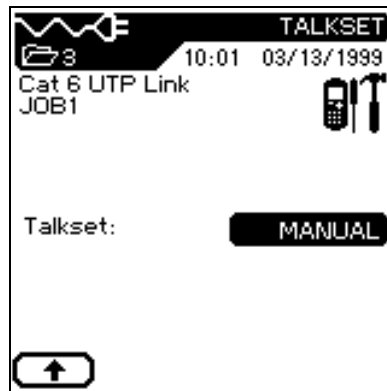 TALKSET
3 10:01 03/13/1999
Cat 6 UTP Link
JOB1
Talkset: MANUAL